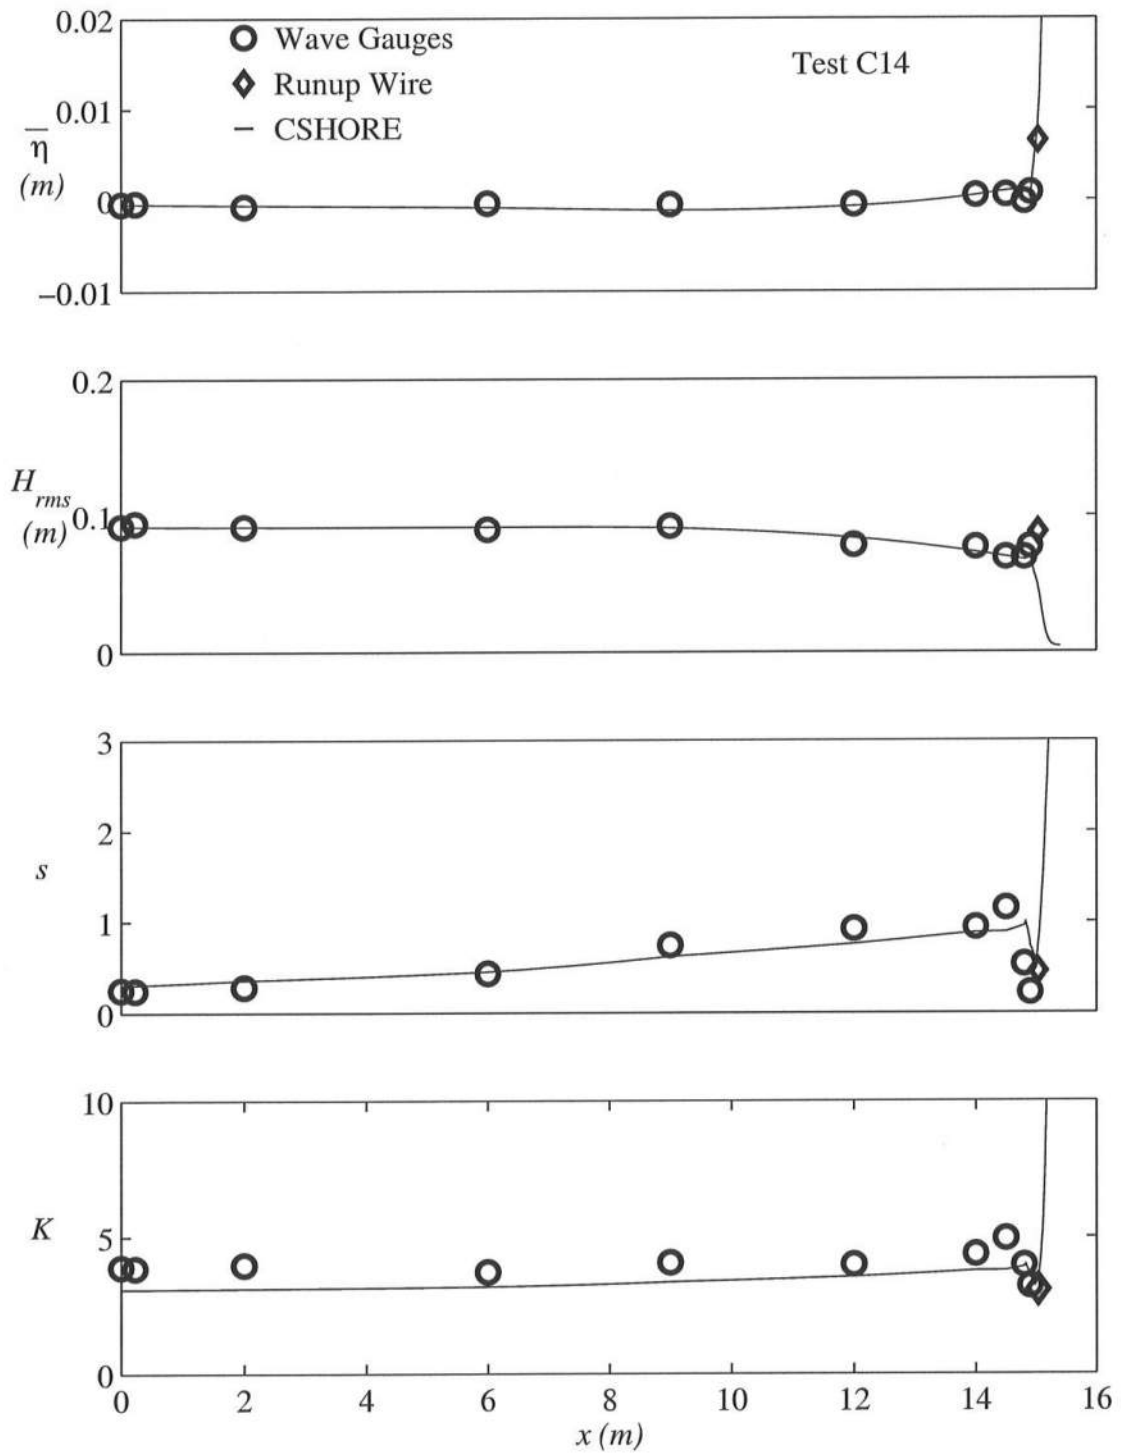 0.02
Wave Gauges
Test C14
Runup Wire
0.01
CSHORE
η
(m)
0
−0.01
0.2
H rms
0.1
(m)
0
3
2
s
1
0
10
K
5
0
0 2 4 6 8 10 12 14 16
x (m)